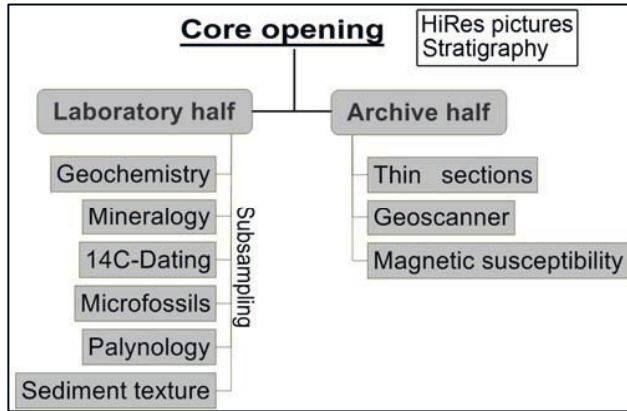 Core opening
HiRes pictures
Stratigraphy
Laboratory half
Archive half
Geochemistry
Mineralogy
14C-Dating
Microfossils
Palynology
Sediment texture
Subsampling
Thin sections
Geoscanner
Magnetic susceptibility